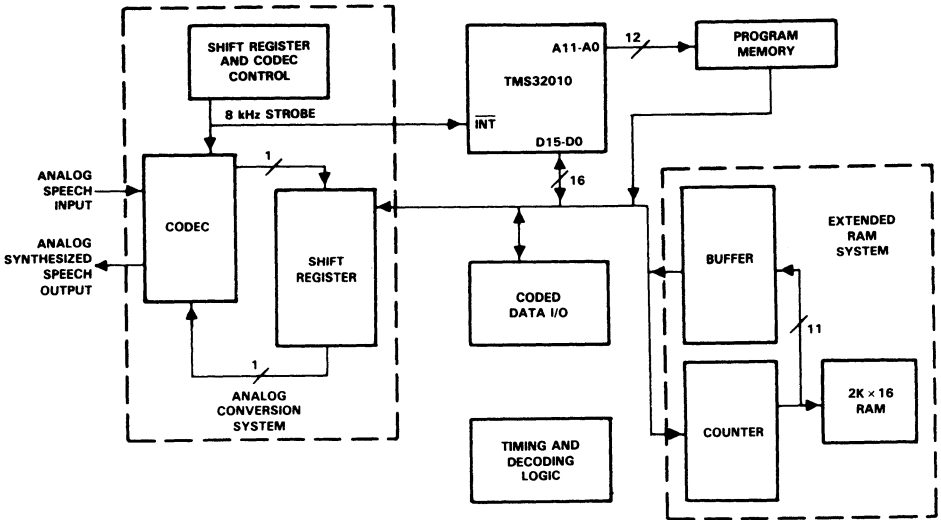 SHIFT REGISTER
AND CODEC
CONTROL
8 kHz STROBE
A11-A0
TMS32010
INT
D15-D0
12
PROGRAM
MEMORY
16
1
ANALOG
SPEECH
INPUT
CODEC
ANALOG
SYNTHESIZED
SPEECH
OUTPUT
SHIFT
REGISTER
1
ANALOG
CONVERSION
SYSTEM
CODED
DATA I/O
TIMING AND
DECODING
LOGIC
BUFFER
EXTENDED
RAM
SYSTEM
11
COUNTER
2K × 16
RAM